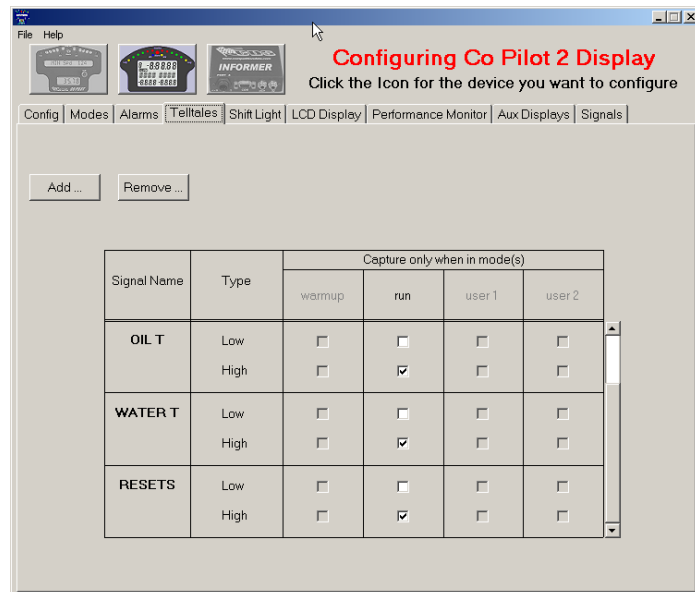 File Help
INFORMER
Configuring Co Pilot 2 Display
Click the Icon for the device you want to configure
Config Modes Alarms Telltales Shift Light LCD Display Performance Monitor Aux Displays Signals
Add ... Remove ...
Signal Name Type Capture only when in mode(s)
warmup run user 1 user 2
OIL T Low
High
WATER T Low
High
RESETS Low
High